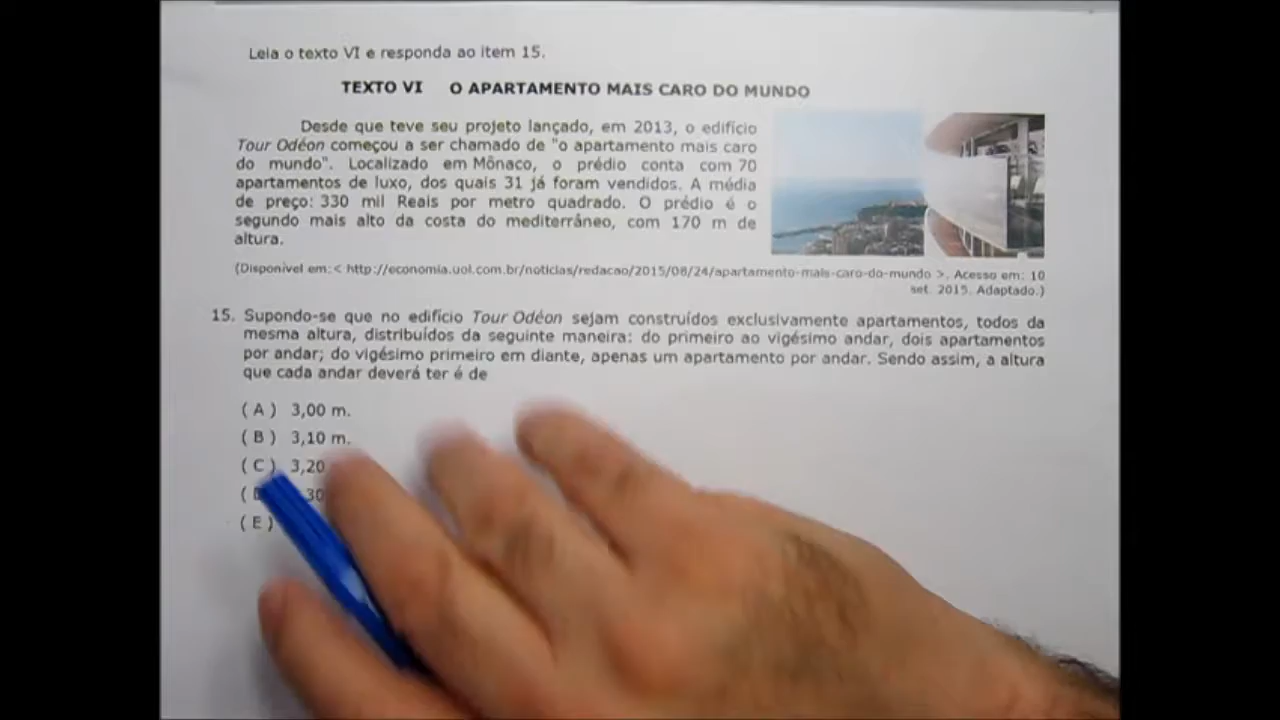 Leia o texto VI e responda ao item 15.
TEXTO VI O APARTAMENTO MAIS CARO DO MUNDO
Desde que teve seu projeto lançado, em 2013, o edifício
Tour Odéon começou a ser chamado de "o apartamento mais caro
do mundo". Localizado em Mônaco, o prédio conta com 70
apartamentos de luxo, dos quais 31 já foram vendidos. A média
de preço: 330 mil Reais por metro quadrado. O prédio é o
segundo mais alto da costa do mediterrâneo, com 170 m de
altura.
(Disponível em:< http://economia.uol.com.br/noticias/redacao/2015/08/24/apartamento-mais-caro-do-mundo >. Acesso em: 10
set. 2015. Adaptado.)
15. Supondo-se que no edifício Tour Odéon sejam construídos exclusivamente apartamentos, todos da
mesma altura, distribuídos da seguinte maneira: do primeiro ao vigésimo andar, dois apartamentos
por andar; do vigésimo primeiro em diante, apenas um apartamento por andar. Sendo assim, a altura
que cada andar deverá ter é de
(A) 3,00 m.
(B) 3,10 m.
(C) 3,20
30
(E)